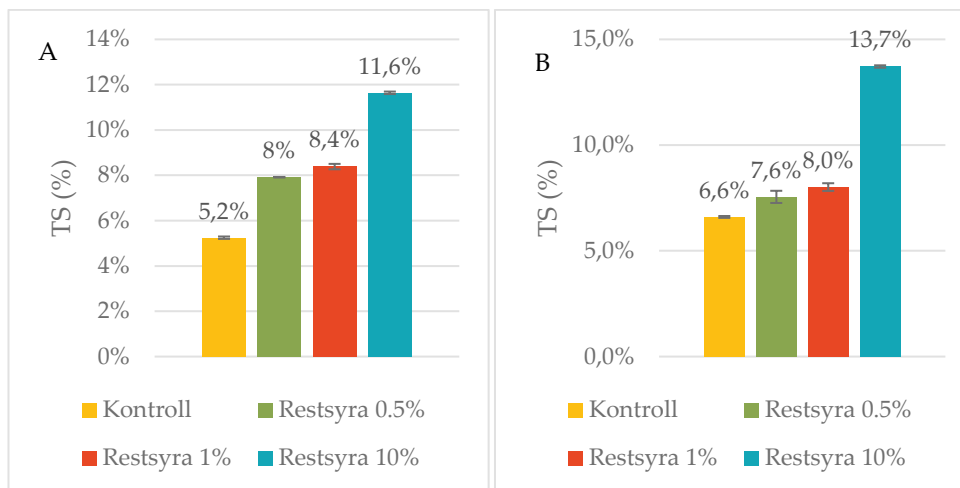 A
14%
12%
10%
8%
6%
4%
2%
0%
TS (%)
5,2%
8%
8,4%
11,6%
Kontroll
Restsyra 0.5%
Restsyra 1%
Restsyra 10%
B
15,0%
10,0%
5,0%
0,0%
TS (%)
6,6%
7,6%
8,0%
13,7%
Kontroll
Restsyra 0.5%
Restsyra 1%
Restsyra 10%